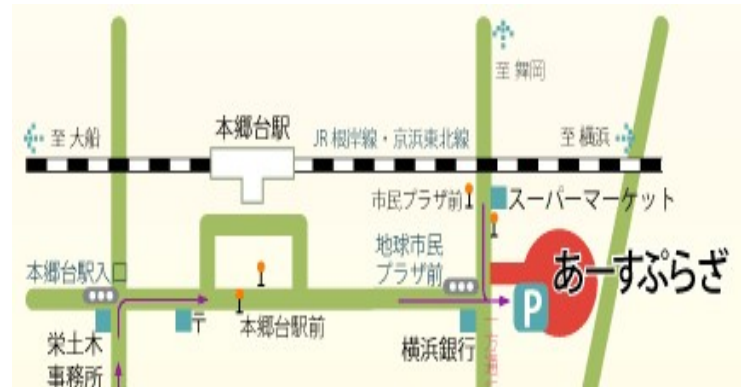 至 舞岡
本郷台駅
JR 根岸線・京浜東北線
至 大船
至 横浜
市民プラザ前
スーパーマーケット
地球市民
プラザ前
あーすぷらざ
本郷台駅入口
P
〒
本郷台駅前
横浜銀行
栄土木
事務所